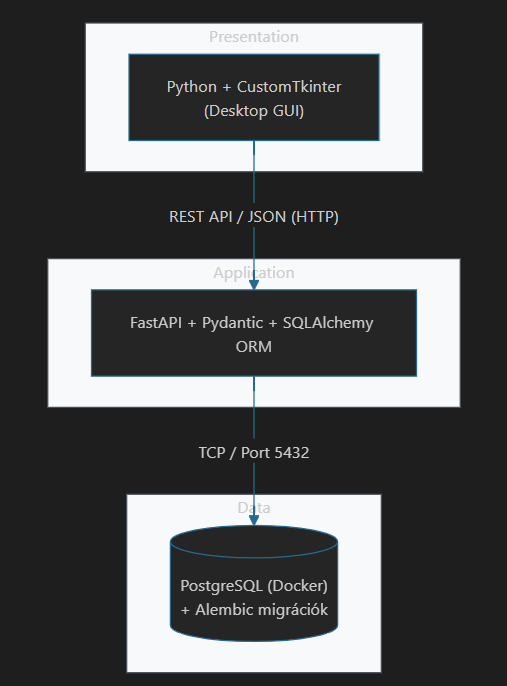 Presentation
Python + CustomTkinter
(Desktop GUI)
REST API / JSON (HTTP)
Application
FastAPI + Pydantic + SQLAlchemy
ORM
TCP / Port 5432
Data
PostgreSQL (Docker)
+ Alembic migrációk